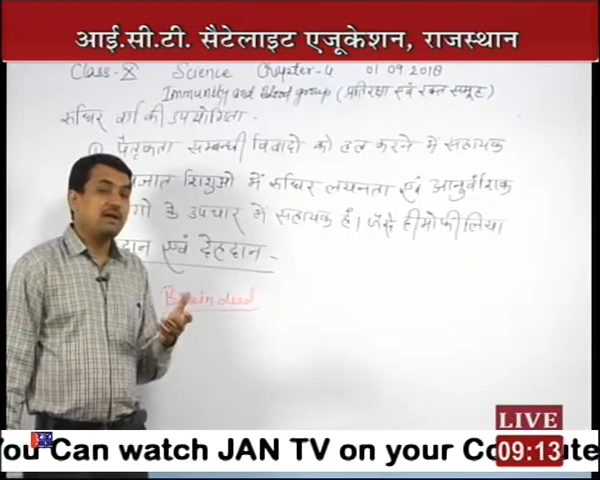 आई.सी.टी. सैटेलाइट एजूकेशन, राजस्थान
Class-X Science Chapter-4 01 09 2018
Immunity and Blood group (प्रतिरक्षा एवं रक्त समूह)
रूधिर वर्ग की उपयोगिता -
① पैतृकता सम्बन्धी विवादो को हल करने में सहायक
जात शिशुओ में रूधिर लयनता एवं आनुवंशिक
गो के उपचार में सहायक है। जैसे हीमोफीलिया
दान एवं देहदान -
Brain dead
LIVE
You Can watch JAN TV on your Co ute
09:13